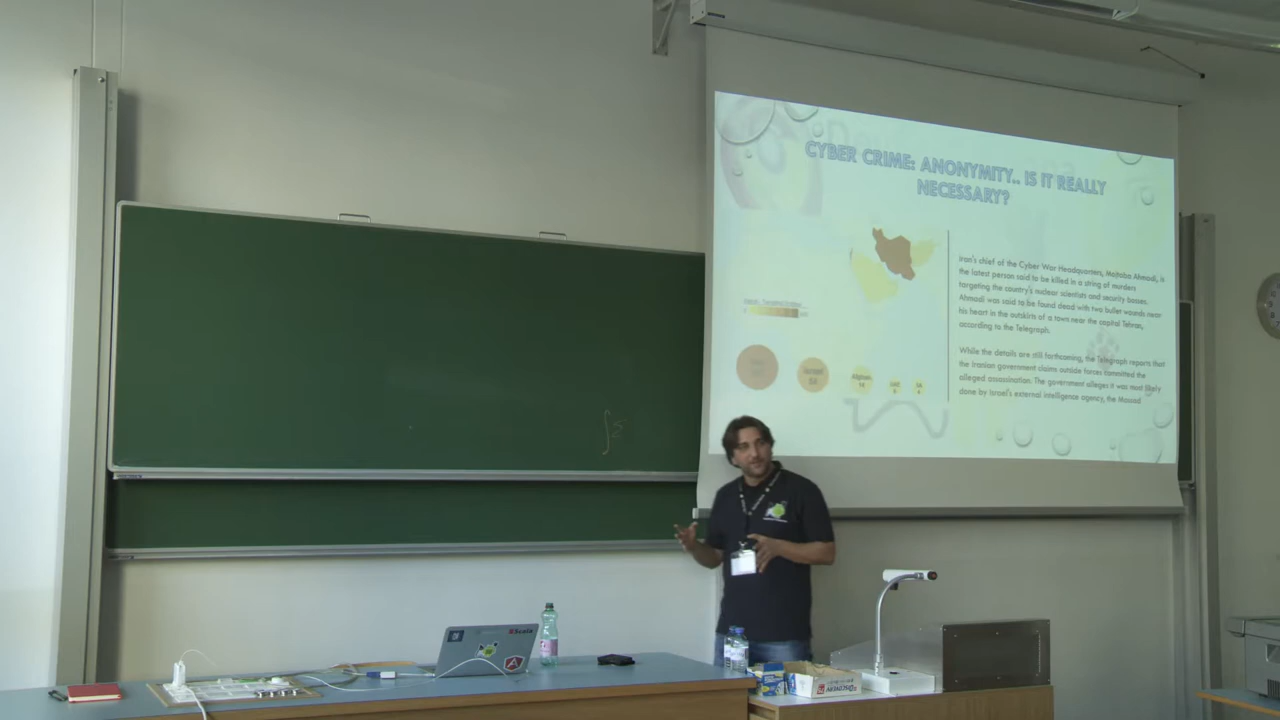 CYBER CRIME: ANONYMITY.. IS IT REALLY
NECESSARY?
Iran's chief of the Cyber War Headquarters, Mojtaba Ahmadi, is
the latest person said to be killed in a string of murders
targeting the country's nuclear scientists and security bosses.
Ahmadi was said to be found dead with two bullet wounds near
his heart in the outskirts of a town near the capital Tehran,
according to the Telegraph.
While the details are still forthcoming, the Telegraph reports that
the Iranian government claims outside forces committed the
alleged assassination. The government alleges it was most likely
done by Israel's external intelligence agency, the Mossad
Scala